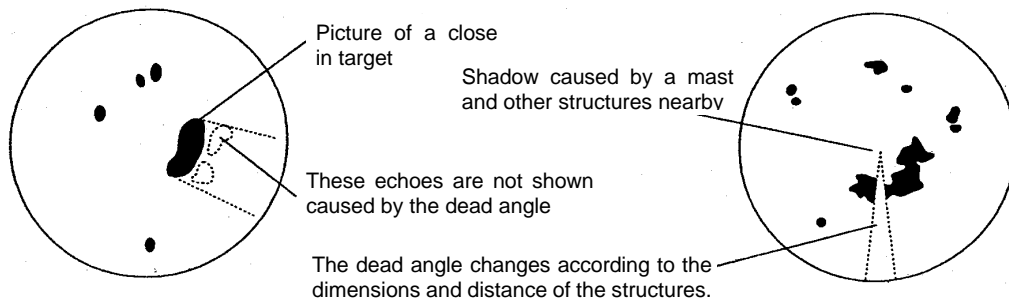 Picture of a close
in target
Shadow caused by a mast
and other structures nearby
These echoes are not shown
caused by the dead angle
The dead angle changes according to the
dimensions and distance of the structures.